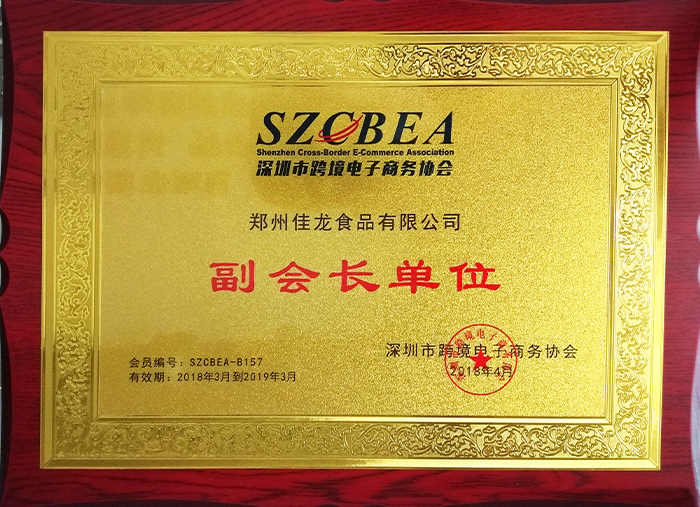 SZCBEA
Shenzhen Cross-Border E-Commerce Association
深圳市跨境电子商务协会
郑州佳龙食品有限公司
副会长单位
会员编号：SZCBEA-B157
有效期：2018年3月到2019年3月
深圳市跨境电子商务协会
2018年4月